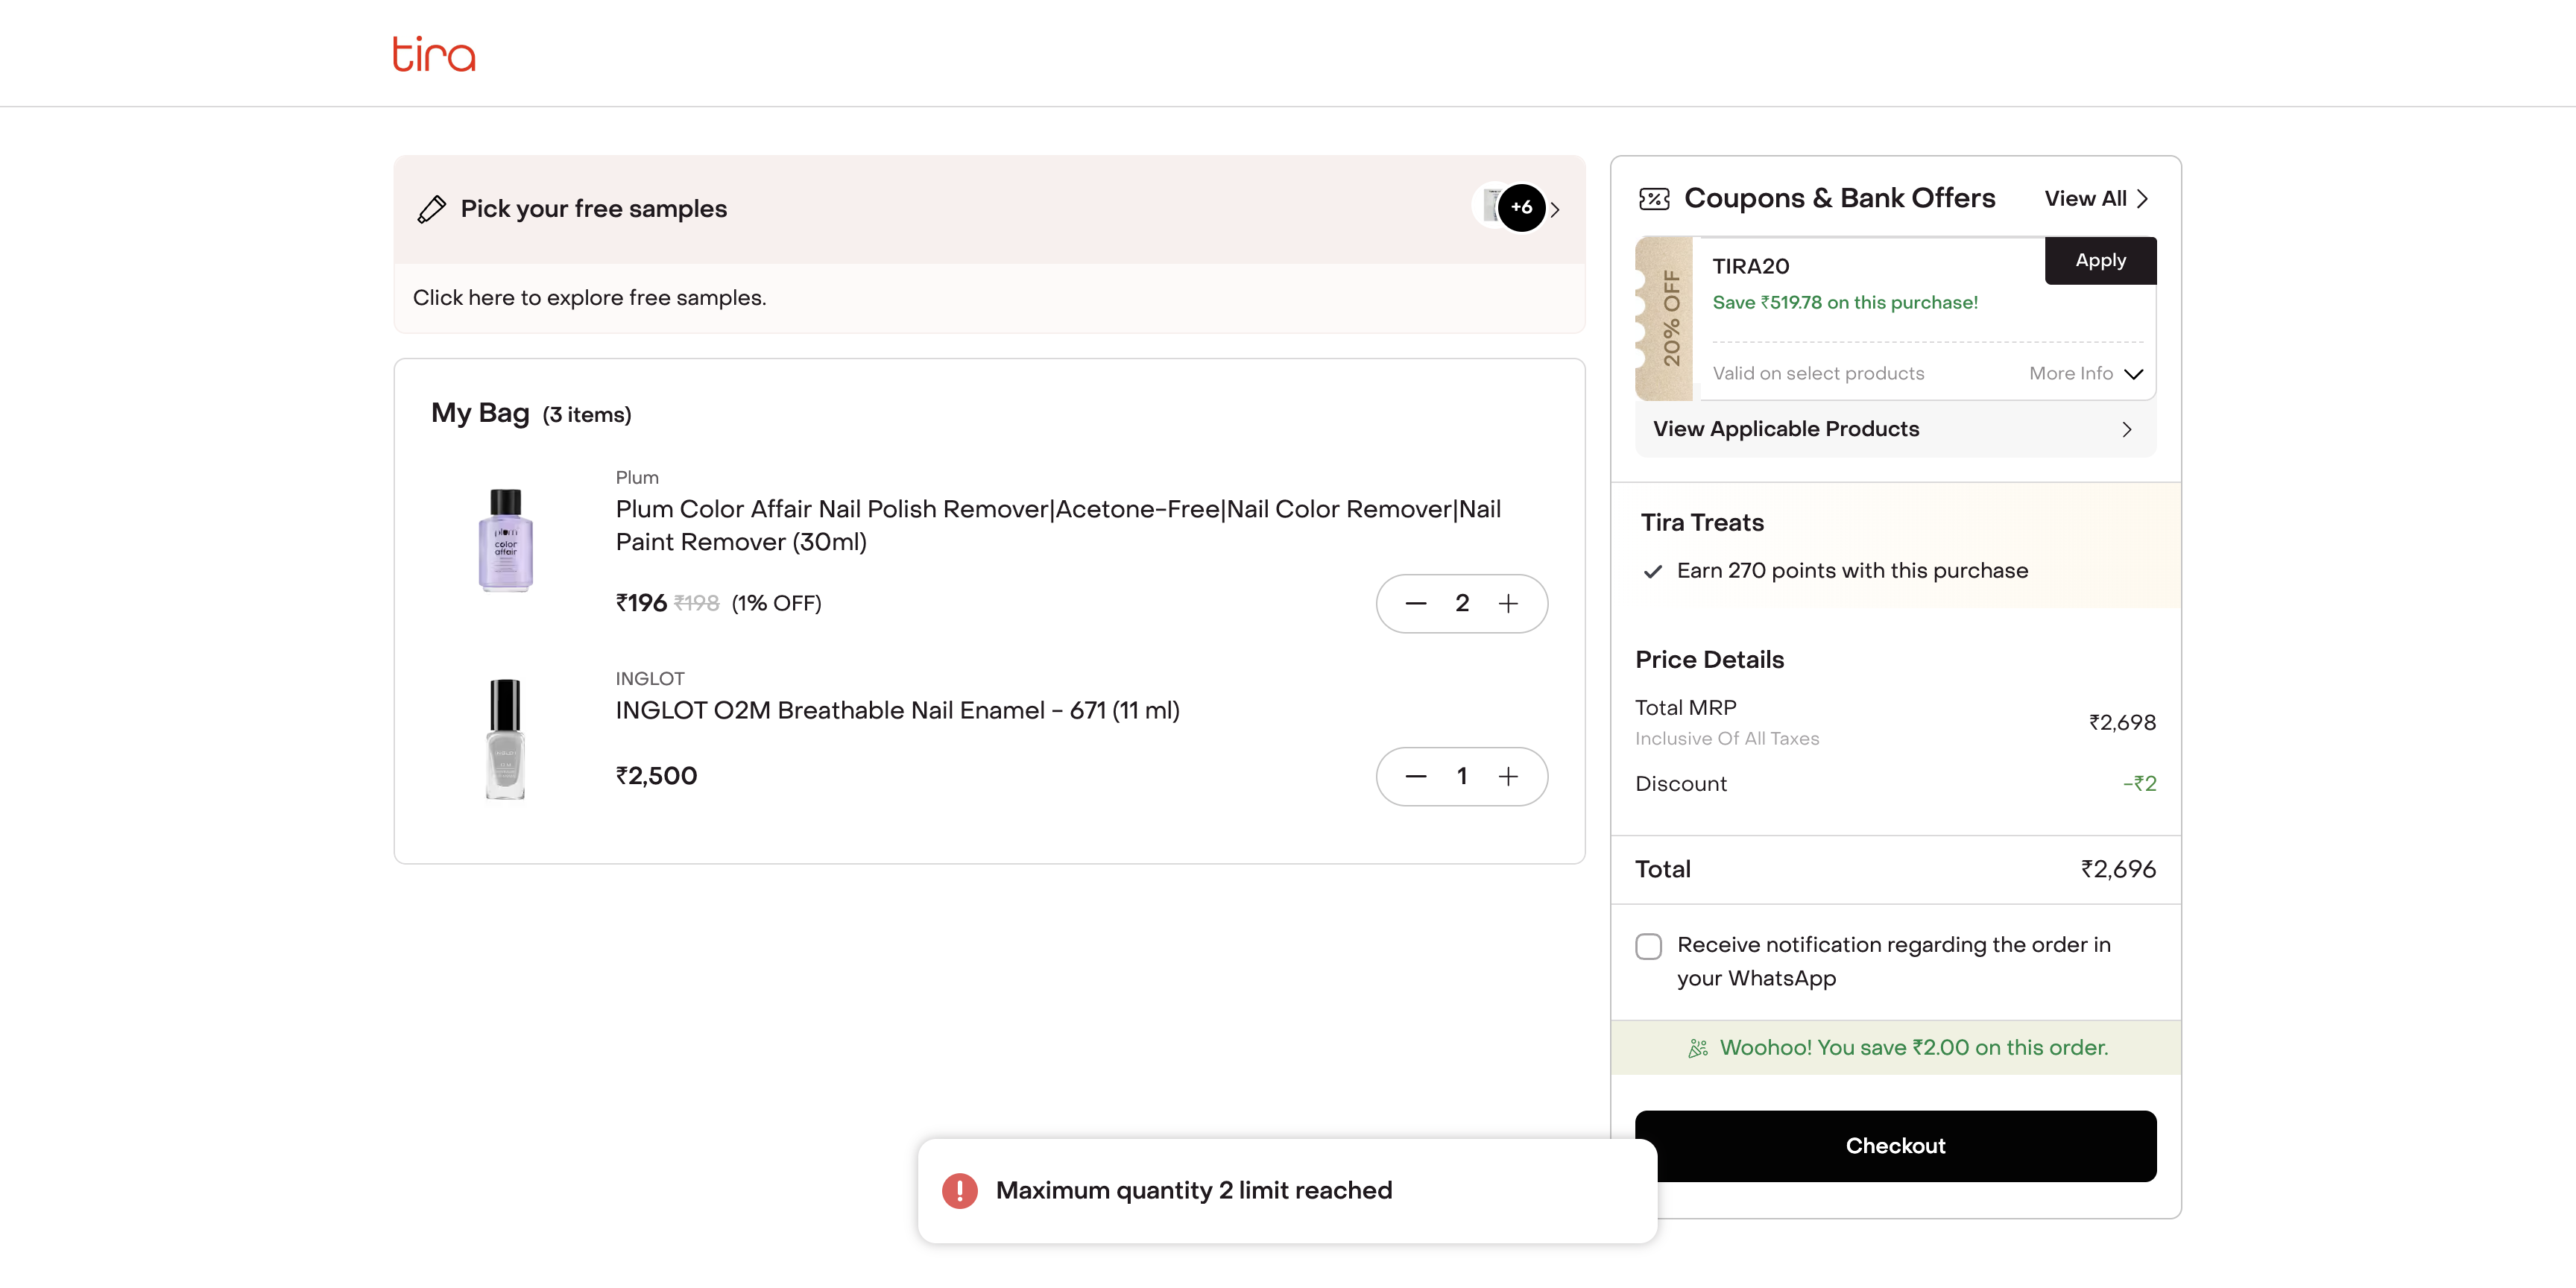 tira
Pick your free samples
+6
Click here to explore free samples.
My Bag (3 items)
Plum
Plum Color Affair Nail Polish Remover|Acetone-Free|Nail Color Remover|Nail
Paint Remover (30ml)
₹196 ₹198 (1% OFF)
2
plum
color
affair
INGLOT
INGLOT O2M Breathable Nail Enamel - 671 (11 ml)
₹2,500
1
INGLOT
Coupons & Bank Offers
View All
20% OFF
TIRA20
Apply
Save ₹519.78 on this purchase!
Valid on select products
More Info
View Applicable Products
Tira Treats
Earn 270 points with this purchase
Price Details
Total MRP
₹2,698
Inclusive Of All Taxes
Discount
-₹2
Total
₹2,696
Receive notification regarding the order in
your WhatsApp
Woohoo! You save ₹2.00 on this order.
Checkout
Maximum quantity 2 limit reached